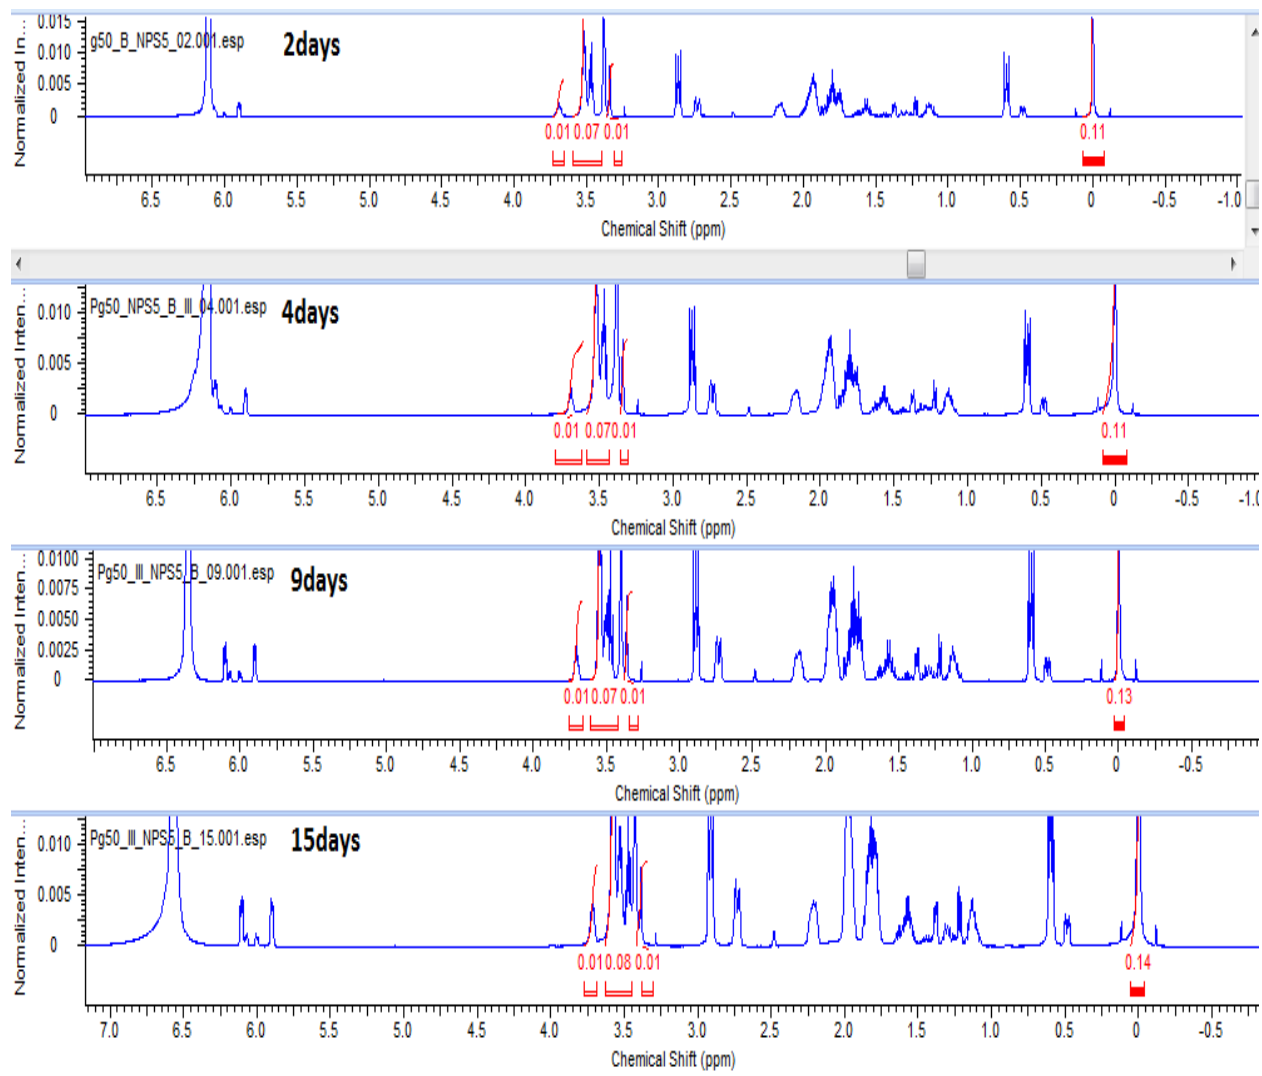 0.015
0.010
0.005
0
Normalized In...
g50_B_NPS5_02.001.esp
2days
0.01 0.07 0.01 0.11
6.5 6.0 5.5 5.0 4.5 4.0 3.5 3.0 2.5 2.0 1.5 1.0 0.5 0 -0.5 -1.0
Chemical Shift (ppm)
0.010
0.005
0
Normalized Inten...
Pg50_NPS5_B_III_04.001.esp
4days
0.01 0.07 0.01 0.11
6.5 6.0 5.5 5.0 4.5 4.0 3.5 3.0 2.5 2.0 1.5 1.0 0.5 0 -0.5 -1.0
Chemical Shift (ppm)
0.0100
0.0075
0.0050
0.0025
0
Normalized Inten...
Pg50_III_NPS5_B_09.001.esp
9days
0.01 0.07 0.01 0.13
6.5 6.0 5.5 5.0 4.5 4.0 3.5 3.0 2.5 2.0 1.5 1.0 0.5 0 -0.5
Chemical Shift (ppm)
0.010
0.005
0
Normalized Inten...
Pg50_III_NPS5_B_15.001.esp
15days
0.01 0.08 0.01 0.14
7.0 6.5 6.0 5.5 5.0 4.5 4.0 3.5 3.0 2.5 2.0 1.5 1.0 0.5 0 -0.5
Chemical Shift (ppm)